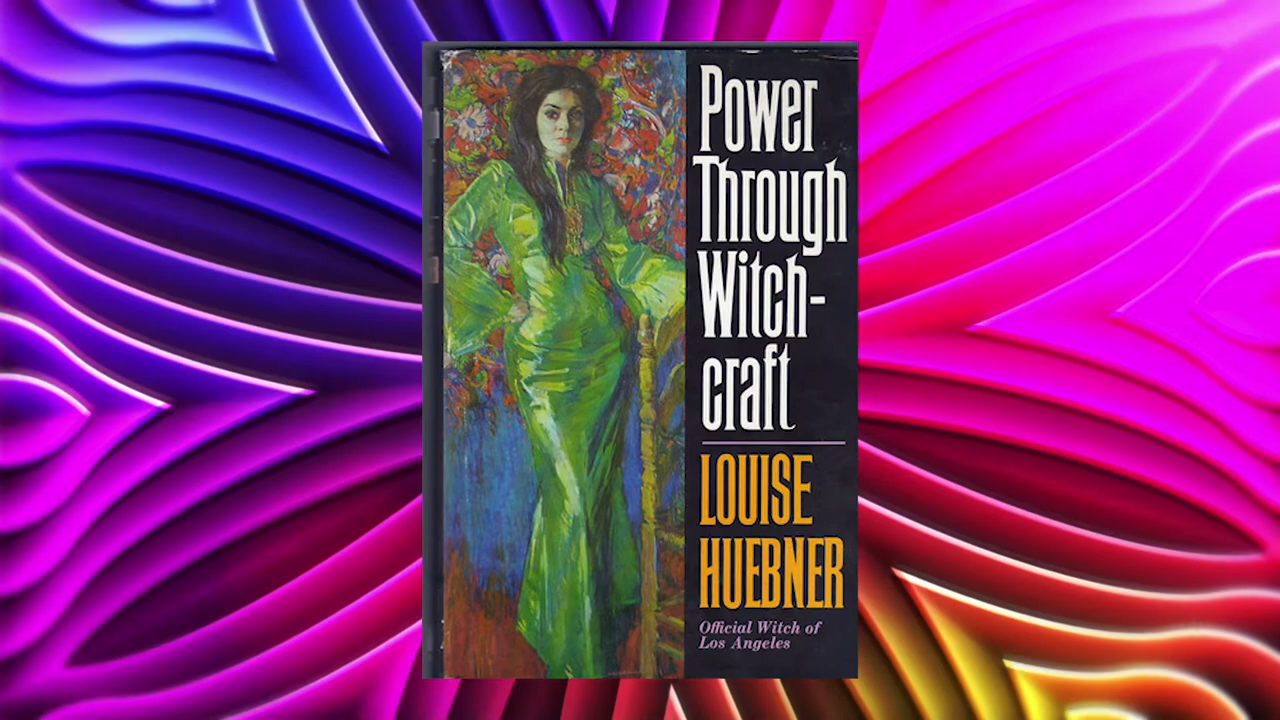 Power
Through
Witch-
craft
LOUISE
HUEBNER
Official Witch of
Los Angeles